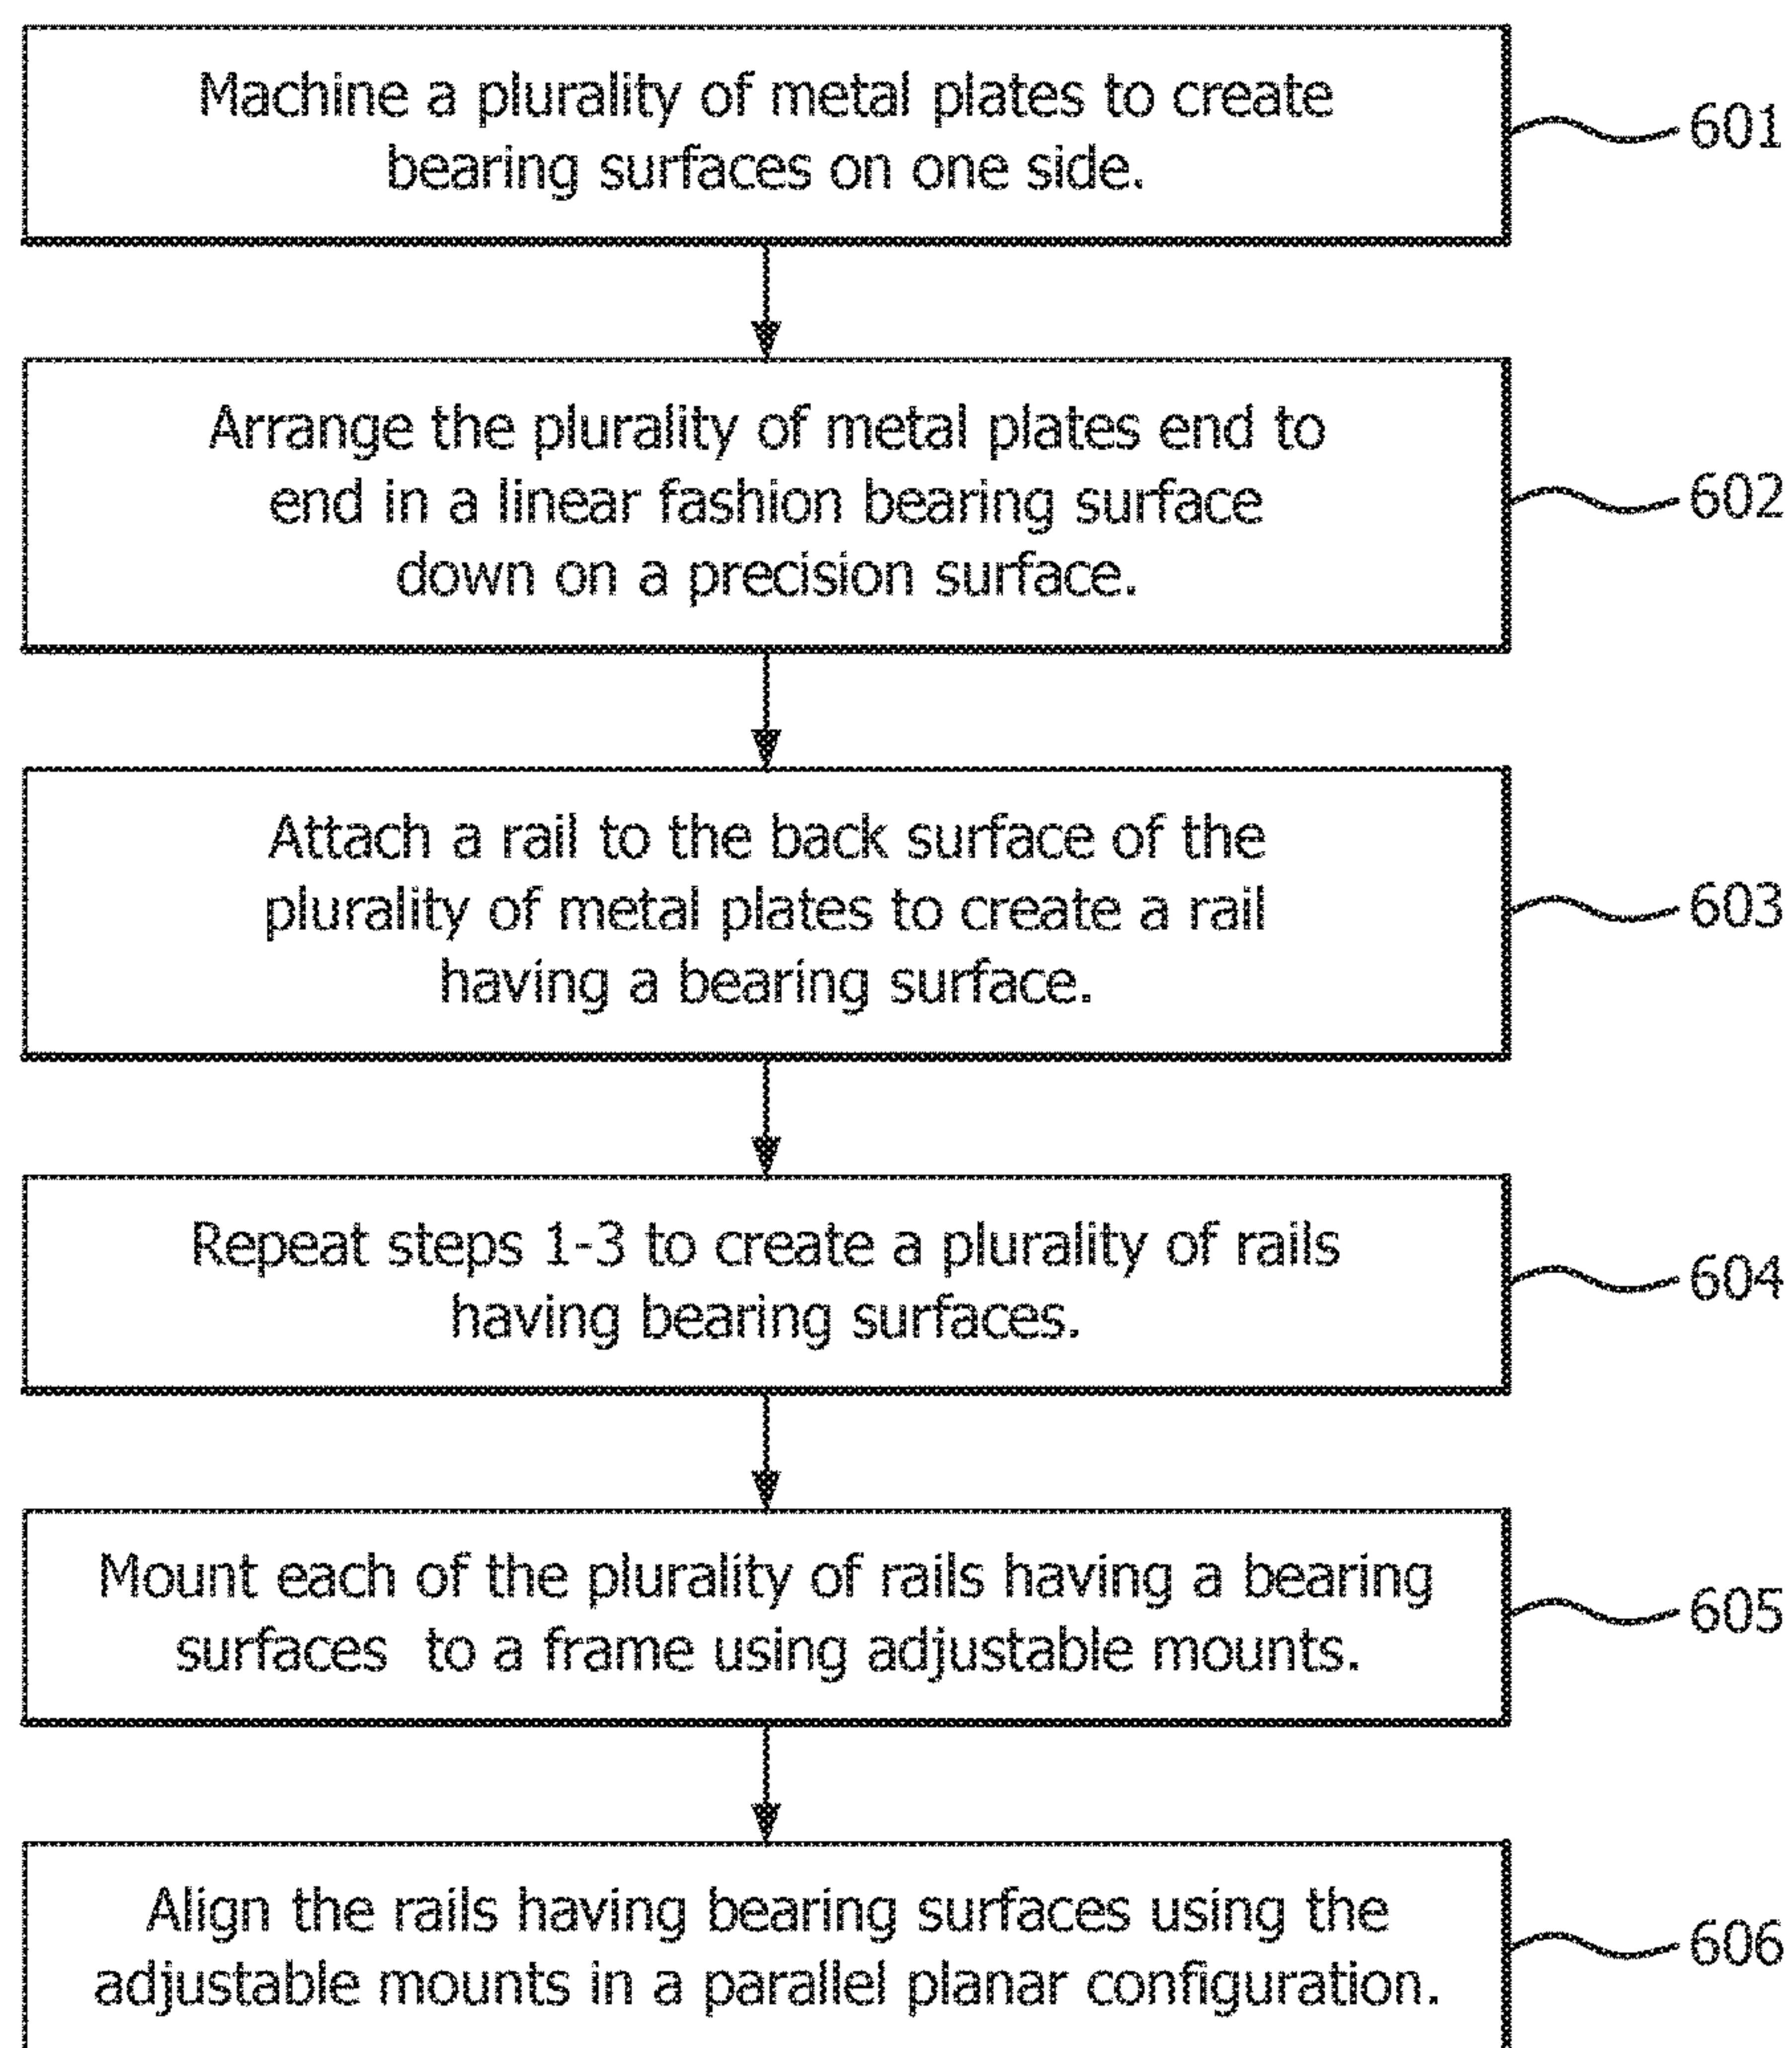 Machine a plurality of metal plates to create
bearing surfaces on one side.
601
Arrange the plurality of metal plates end to
end in a linear fashion bearing surface
down on a precision surface.
602
Attach a rail to the back surface of the
plurality of metal plates to create a rail
having a bearing surface.
603
Repeat steps 1-3 to create a plurality of rails
having bearing surfaces.
604
Mount each of the plurality of rails having a bearing
surfaces  to a frame using adjustable mounts.
605
Align the rails having bearing surfaces using the
adjustable mounts in a parallel planar configuration.
606